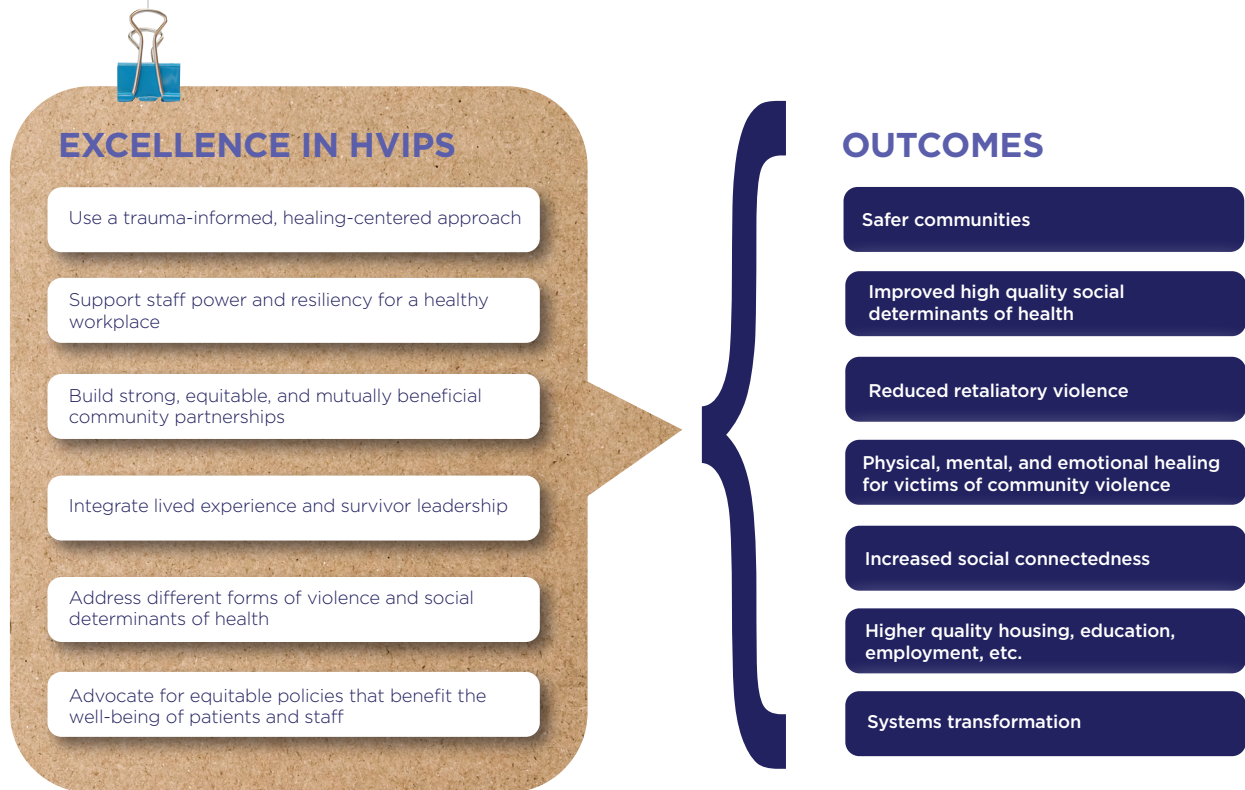 EXCELLENCE IN HVIPS
Use a trauma-informed, healing-centered approach
Support staff power and resiliency for a healthy
workplace
Build strong, equitable, and mutually beneficial
community partnerships
Integrate lived experience and survivor leadership
Address different forms of violence and social
determinants of health
Advocate for equitable policies that benefit the
well-being of patients and staff
OUTCOMES
Safer communities
Improved high quality social
determinants of health
Reduced retaliatory violence
Physical, mental, and emotional healing
for victims of community violence
Increased social connectedness
Higher quality housing, education,
employment, etc.
Systems transformation